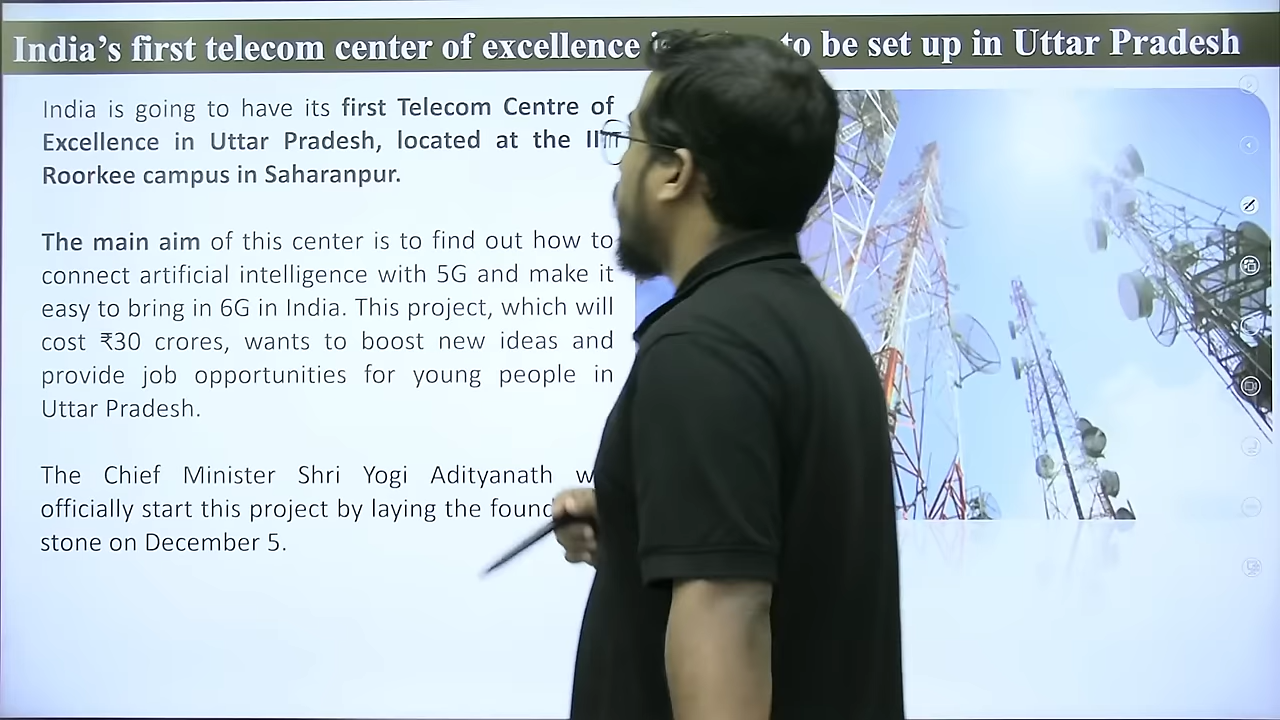 India’s first telecom center of excellence to be set up in Uttar Pradesh
India is going to have its first Telecom Centre of
Excellence in Uttar Pradesh, located at the
Roorkee campus in Saharanpur.
The main aim of this center is to find out how to
connect artificial intelligence with 5G and make it
easy to bring in 6G in India. This project, which will
cost ₹30 crores, wants to boost new ideas and
provide job opportunities for young people in
Uttar Pradesh.
The Chief Minister Shri Yogi Adityanath
officially start this project by laying the
stone on December 5.